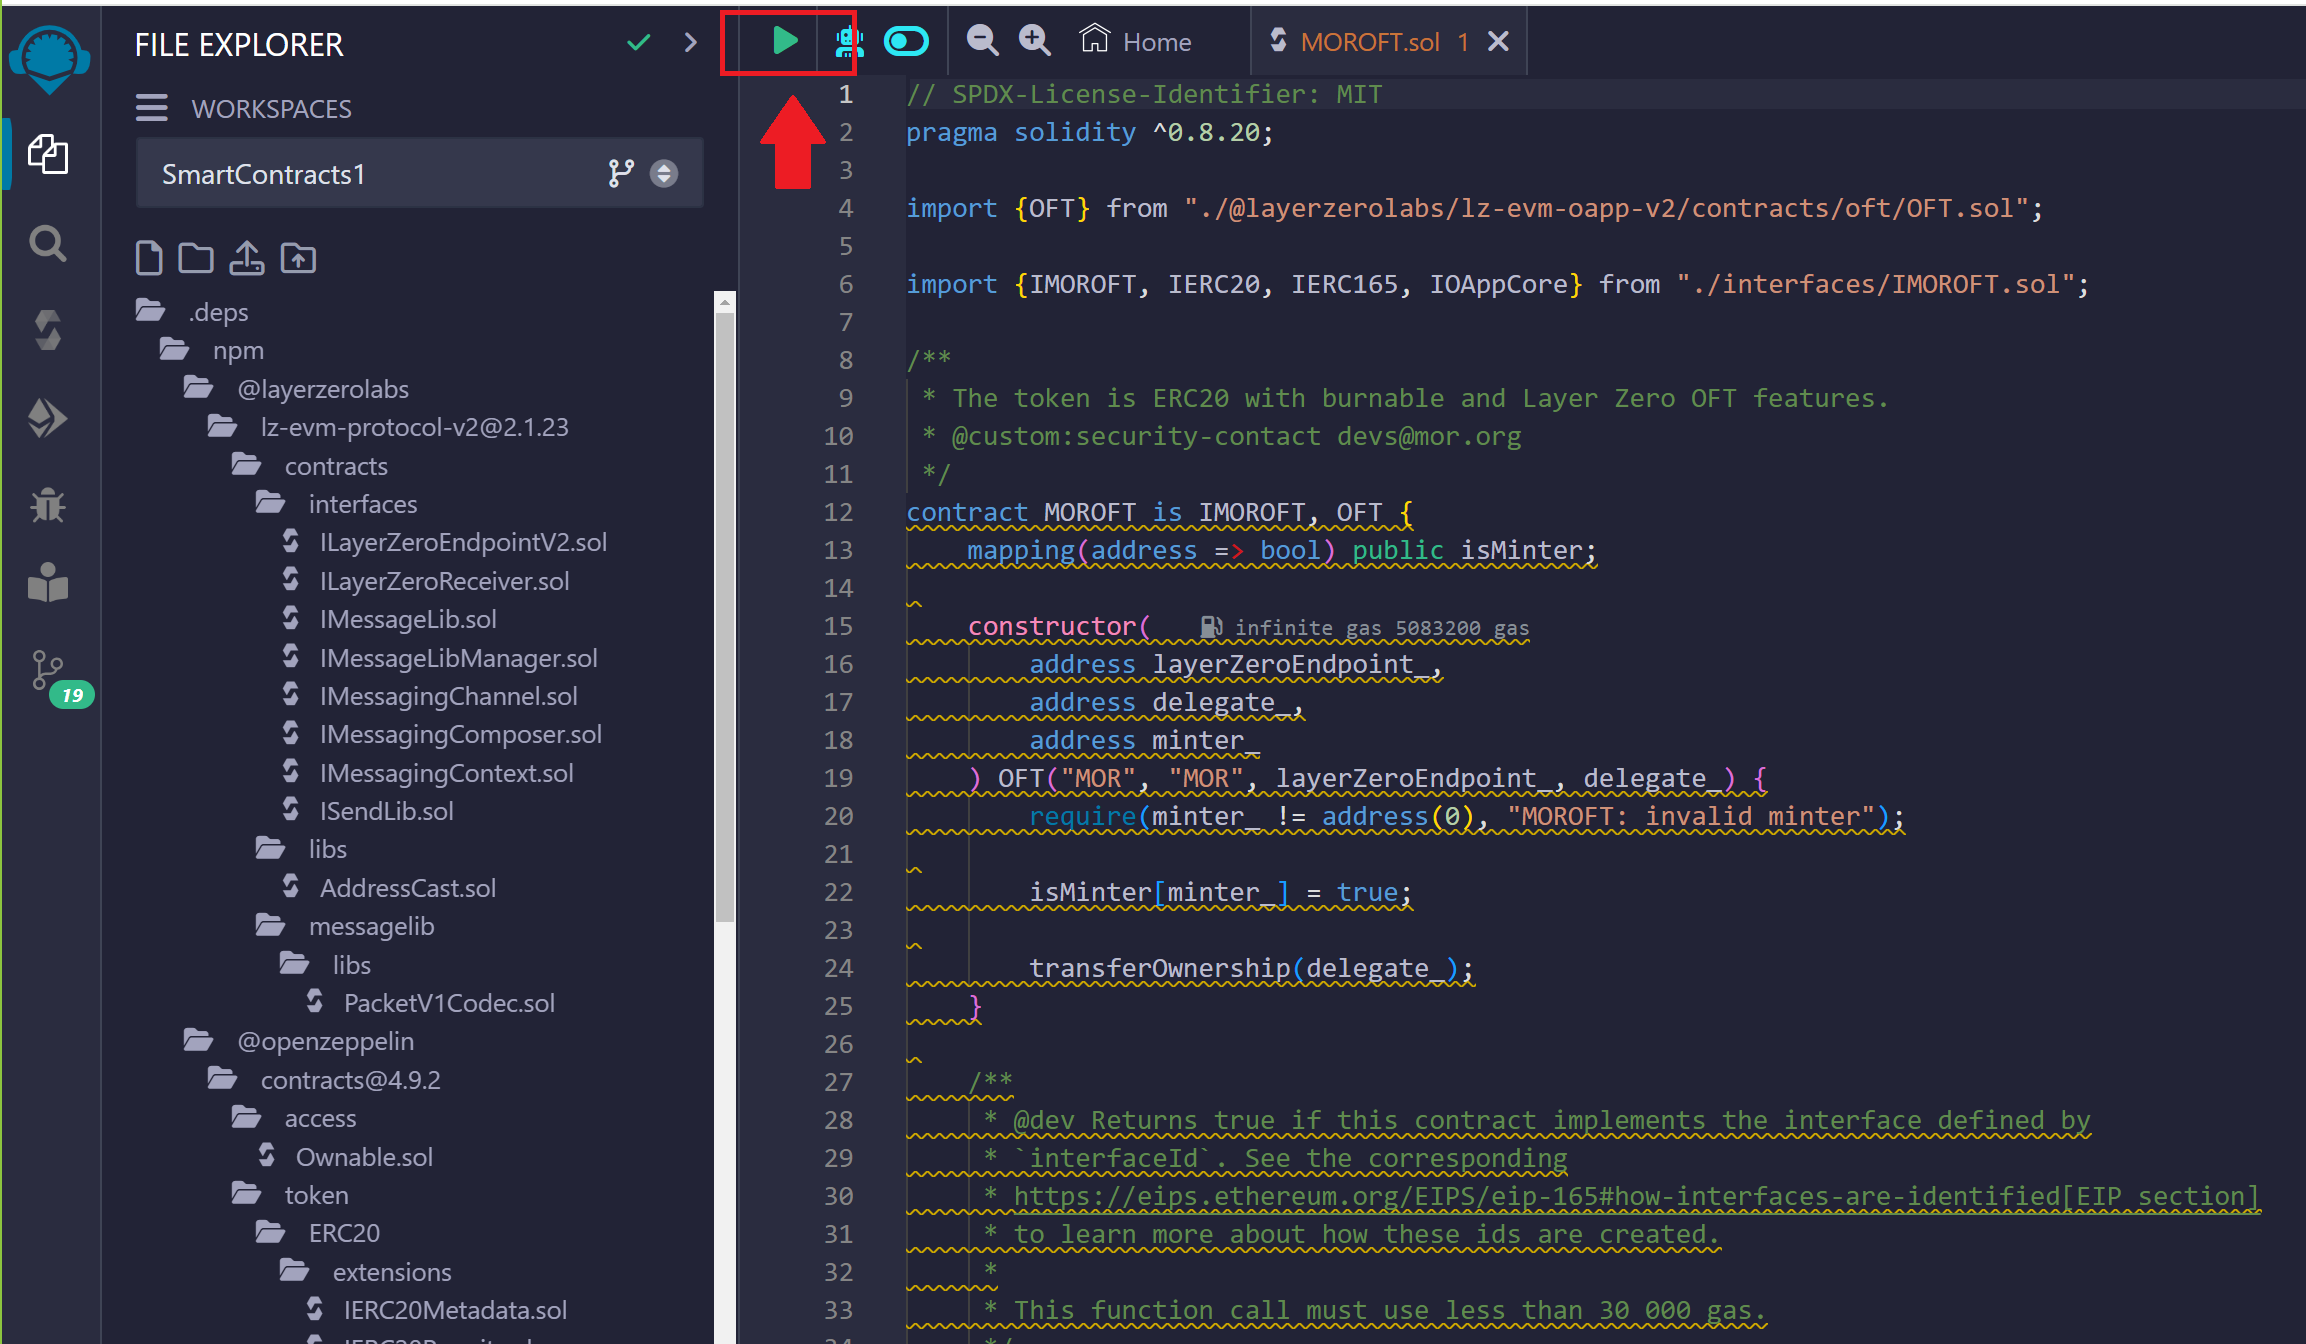 FILE EXPLORER
WORKSPACES
SmartContracts1
.deps
npm
@layerzerolabs
lz-evm-protocol-v2@2.1.23
contracts
interfaces
ILayerZeroEndpointV2.sol
ILayerZeroReceiver.sol
IMessageLib.sol
IMessageLibManager.sol
IMessagingChannel.sol
IMessagingComposer.sol
IMessagingContext.sol
ISendLib.sol
libs
AddressCast.sol
messagelib
libs
PacketV1Codec.sol
@openzeppelin
contracts@4.9.2
access
Ownable.sol
token
ERC20
extensions
IERC20Metadata.sol
19
Home
MOROFT.sol 1
1 // SPDX-License-Identifier: MIT
2 pragma solidity ^0.8.20;
3
4 import {OFT} from "./@layerzerolabs/lz-evm-oapp-v2/contracts/oft/OFT.sol";
5
6 import {IMOROFT, IERC20, IERC165, IOAppCore} from "./interfaces/IMOROFT.sol";
7
8 /**
9 * The token is ERC20 with burnable and Layer Zero OFT features.
10 * @custom:security-contact devs@mor.org
11 */
12 contract MOROFT is IMOROFT, OFT {
13 mapping(address => bool) public isMinter;
14
15 constructor( infinite gas 5083200 gas
16 address layerZeroEndpoint_,
17 address delegate_,
18 address minter_
19 ) OFT("MOR", "MOR", layerZeroEndpoint_, delegate_) {
20 require(minter_ != address(0), "MOROFT: invalid minter");
21
22 isMinter[minter_] = true;
23
24 transferOwnership(delegate_);
25 }
26
27 /**
28 * @dev Returns true if this contract implements the interface defined by
29 * `interfaceId`. See the corresponding
30 * https://eips.ethereum.org/EIPS/eip-165#how-interfaces-are-identified[EIP section]
31 * to learn more about how these ids are created.
32 *
33 * This function call must use less than 30 000 gas.